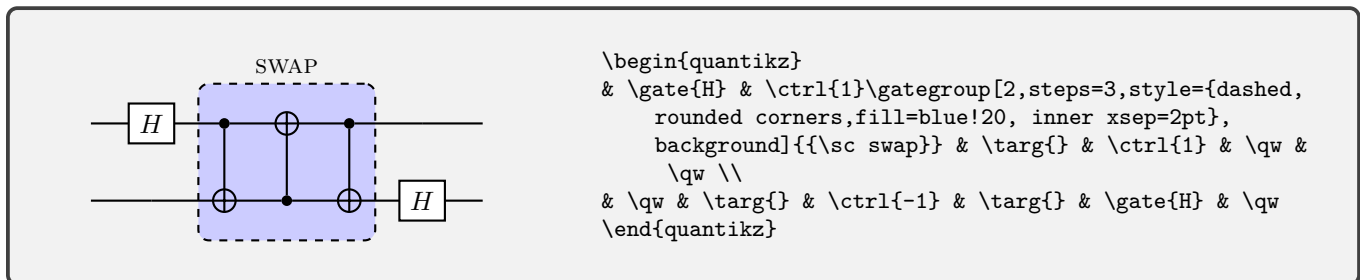 SWAP
H
H
\begin{quantikz}
& \gate{H} & \ctrl{1}\gategroup[2,steps=3,style={dashed,
rounded corners,fill=blue!20, inner xsep=2pt},
background]{{\sc swap}} & \targ{} & \ctrl{1} & \qw &
\qw \\
& \qw & \targ{} & \ctrl{-1} & \targ{} & \gate{H} & \qw
\end{quantikz}